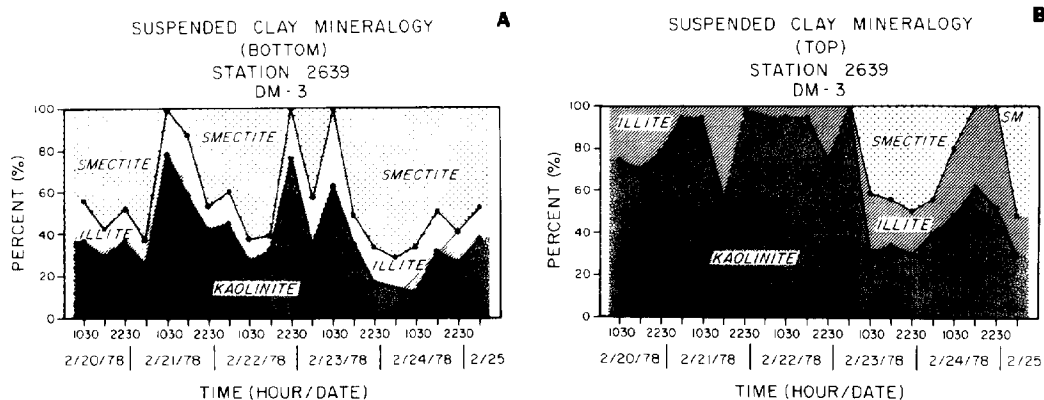 A
SUSPENDED CLAY MINERALOGY
(BOTTOM)
STATION 2639
DM-3
100
80
60
40
20
0
PERCENT (%)
SMECTITE
SMECTITE
SMECTITE
ILLITE
ILLITE
KAOLINITE
1030 2230 1030 2230 1030 2230 1030 2230 1030 2230
2/20/78 2/21/78 2/22/78 2/23/78 2/24/78 2/25
TIME (HOUR/DATE)
B
SUSPENDED CLAY MINERALOGY
(TOP)
STATION 2639
DM-3
100
80
60
40
20
0
PERCENT (%)
ILLITE
SMECTITE
SM
ILLITE
KAOLINITE
1030 2230 1030 2230 1030 2230 1030 2230 1030 2230
2/20/78 2/21/78 2/22/78 2/23/78 2/24/78 2/25
TIME (HOUR/DATE)